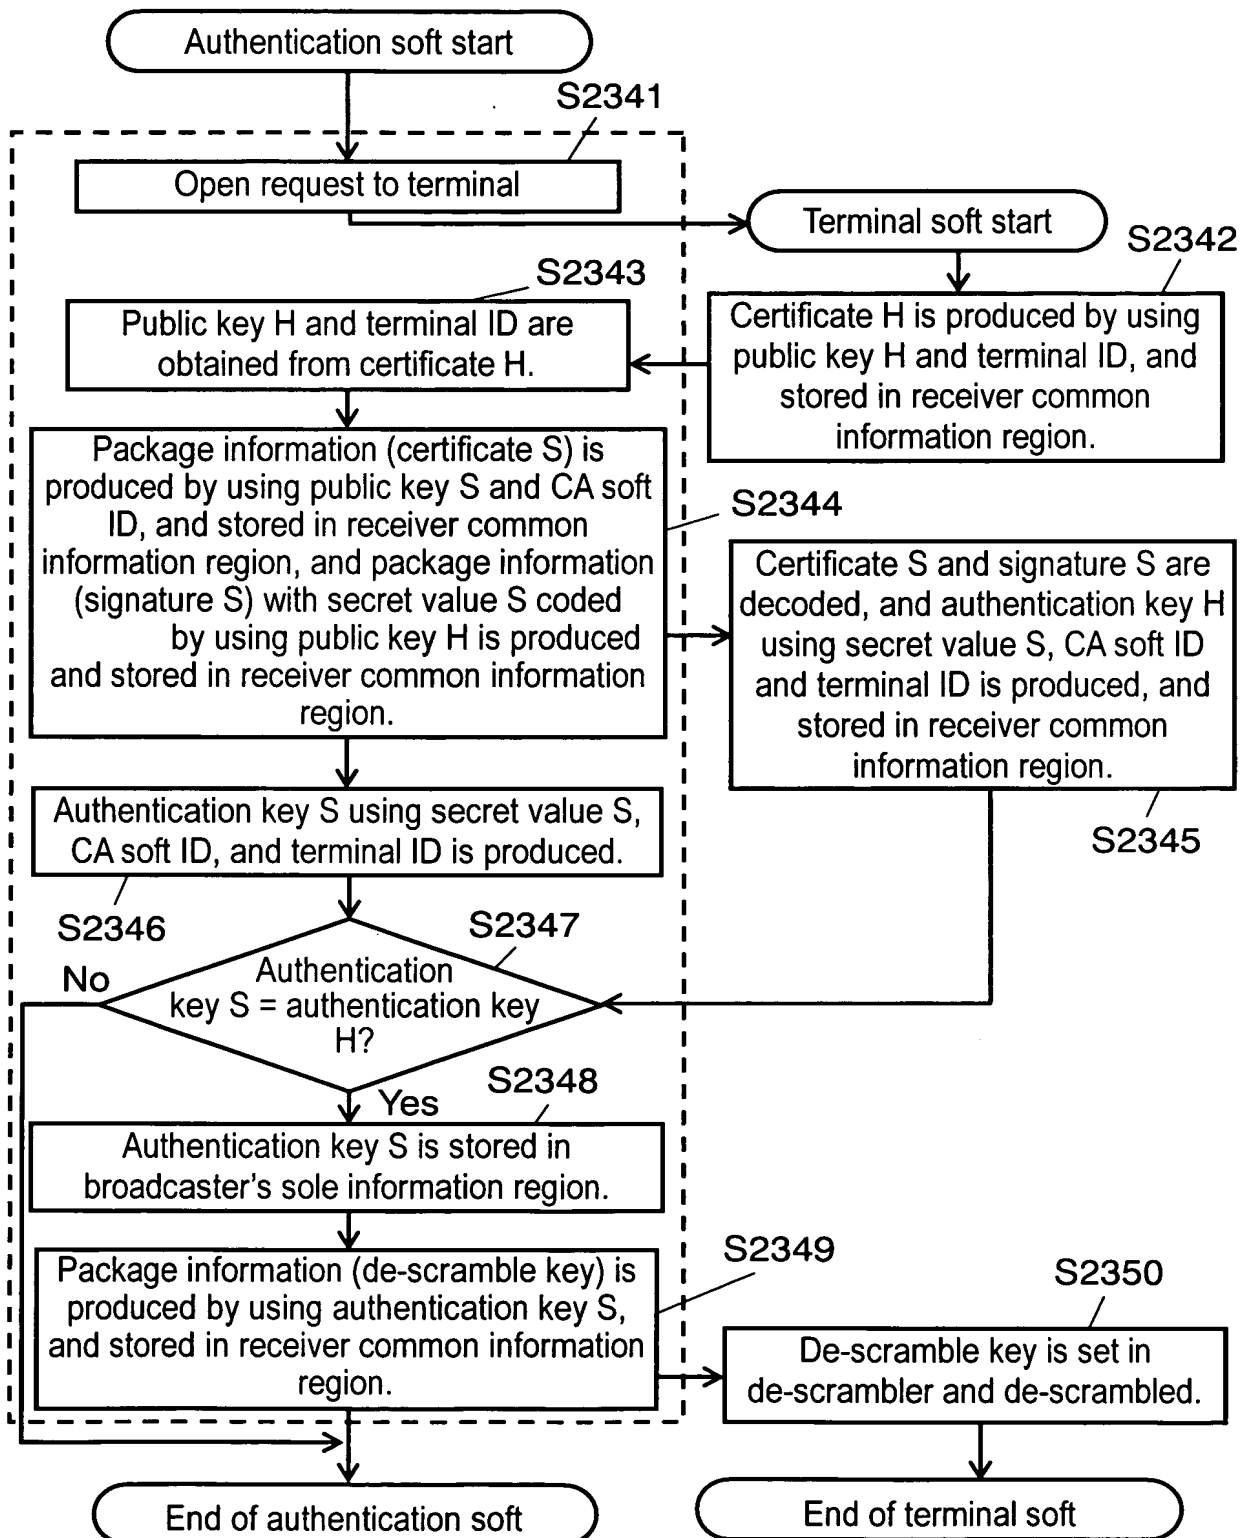 Authentication soft start
S2341
Open request to terminal
Terminal soft start
S2342
S2343
Public key H and terminal ID are
obtained from certificate H.
Certificate H is produced by using
public key H and terminal ID, and
stored in receiver common
information region.
Package information (certificate S) is
produced by using public key S and CA soft
ID, and stored in receiver common
information region, and package information
(signature S) with secret value S coded
by using public key H is produced
and stored in receiver common information
region.
S2344
Certificate S and signature S are
decoded, and authentication key H
using secret value S, CA soft ID
and terminal ID is produced, and
stored in receiver common
information region.
S2345
Authentication key S using secret value S,
CA soft ID, and terminal ID is produced.
S2346
S2347
No
Authentication
key S = authentication key
H?
Yes
S2348
Authentication key S is stored in
broadcaster's sole information region.
S2349
Package information (de-scramble key) is
produced by using authentication key S,
and stored in receiver common information
region.
S2350
De-scramble key is set in
de-scrambler and de-scrambled.
End of authentication soft
End of terminal soft